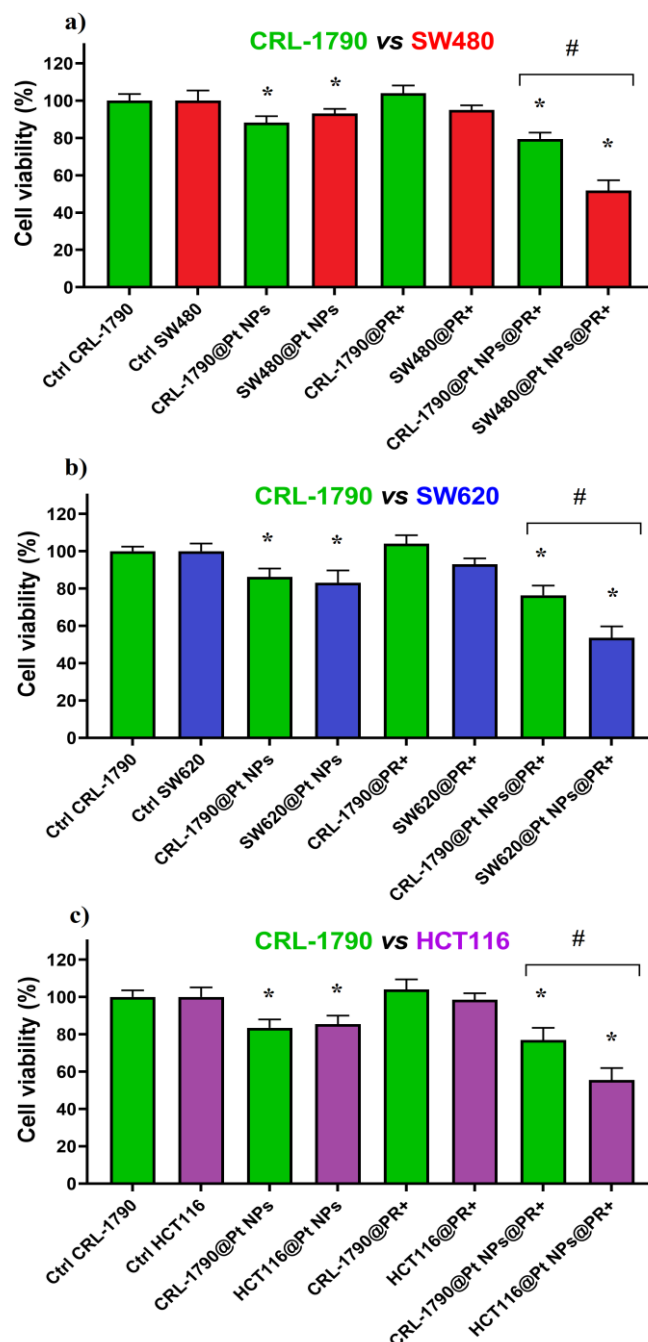 a)
CRL-1790 vs SW480
#
* * * *
Cell viability (%)
120
100
80
60
40
20
0
Ctrl CRL-1790
Ctrl SW480
CRL-1790@Pt NPs
SW480@Pt NPs
CRL-1790@PR+
SW480@PR+
CRL-1790@Pt NPs@PR+
SW480@Pt NPs@PR+
b)
CRL-1790 vs SW620
#
* * * *
Cell viability (%)
120
100
80
60
40
20
0
Ctrl CRL-1790
Ctrl SW620
CRL-1790@Pt NPs
SW620@Pt NPs
CRL-1790@PR+
SW620@PR+
CRL-1790@Pt NPs@PR+
SW620@Pt NPs@PR+
c)
CRL-1790 vs HCT116
#
* * * *
Cell viability (%)
120
100
80
60
40
20
0
Ctrl CRL-1790
Ctrl HCT116
CRL-1790@Pt NPs
HCT116@Pt NPs
CRL-1790@PR+
HCT116@PR+
CRL-1790@Pt NPs@PR+
HCT116@Pt NPs@PR+